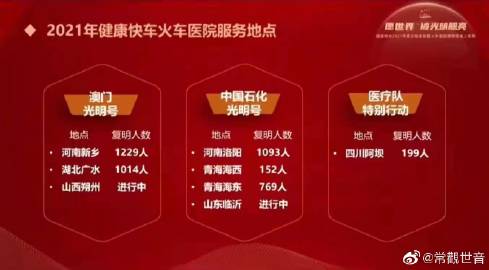 2021年健康快车火车医院服务地点
澳门
光明号
地点 复明人数
河南新乡 1229人
湖北广水 1014人
山西朔州 进行中
中国石化
光明号
地点 复明人数
河南洛阳 1093人
青海海西 152人
青海海东 769人
山东临沂 进行中
医疗队
特别行动
地点 复明人数
四川阿坝 199人
@常觀世音